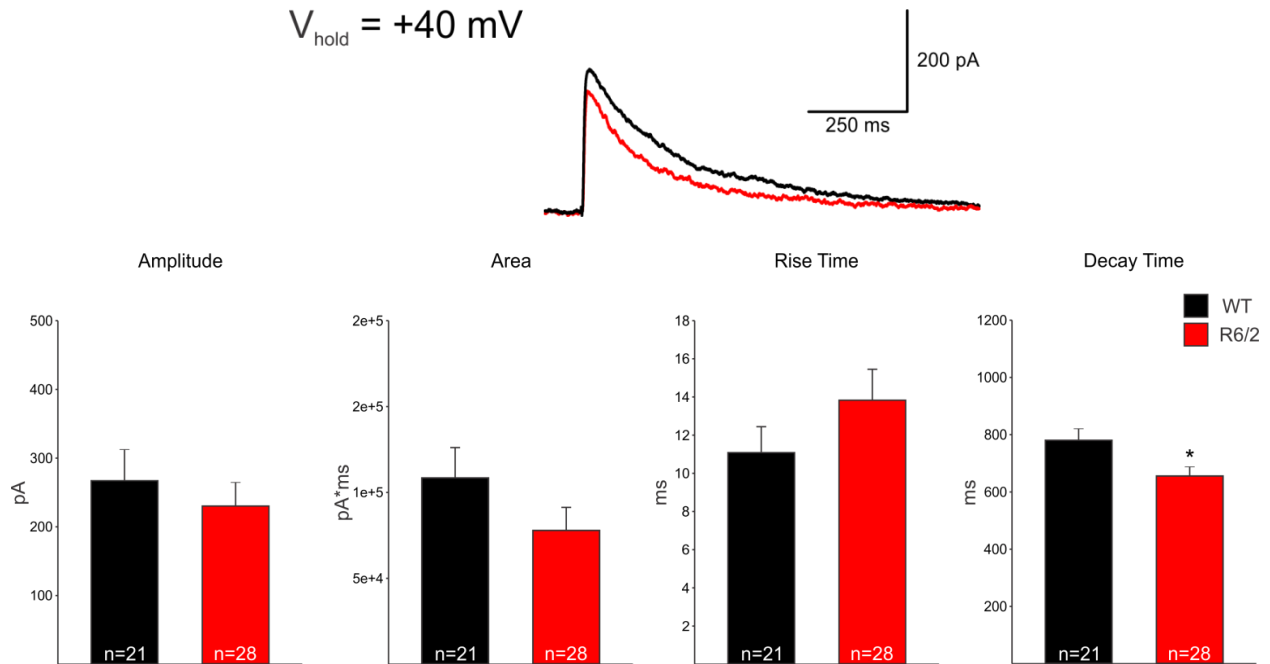 Vhold = +40 mV
200 pA
250 ms
Amplitude
Area
Rise Time
Decay Time
WT
R6/2
500
400
300
200
100
pA
n=21
n=28
2e+5
2e+5
1e+5
5e+4
pA*ms
n=21
n=28
18
16
14
12
10
8
6
4
2
ms
n=21
n=28
1200
1000
800
600
400
200
ms
*
n=21
n=28